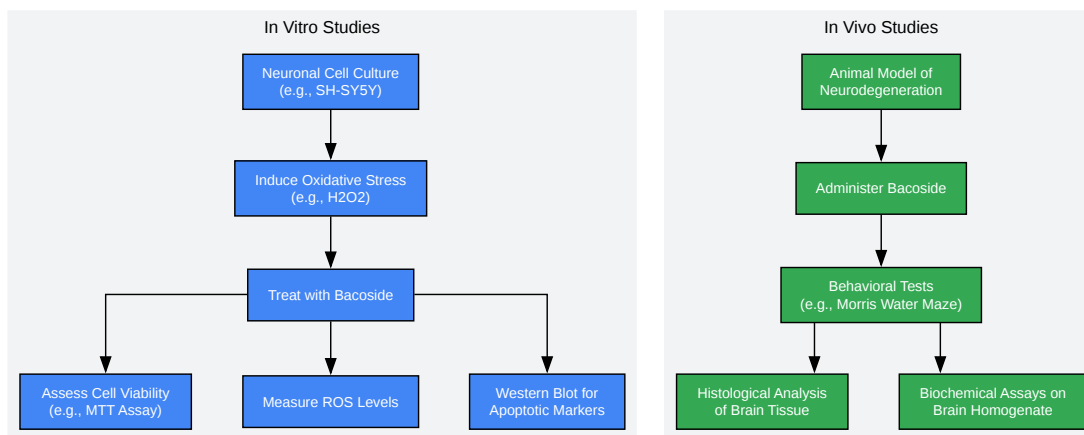 In Vitro Studies
Neuronal Cell Culture
(e.g., SH-SY5Y)
Induce Oxidative Stress
(e.g., H2O2)
Treat with Bacoside
Assess Cell Viability
(e.g., MTT Assay)
Measure ROS Levels
Western Blot for
Apoptotic Markers
In Vivo Studies
Animal Model of
Neurodegeneration
Administer Bacoside
Behavioral Tests
(e.g., Morris Water Maze)
Histological Analysis
of Brain Tissue
Biochemical Assays on
Brain Homogenate